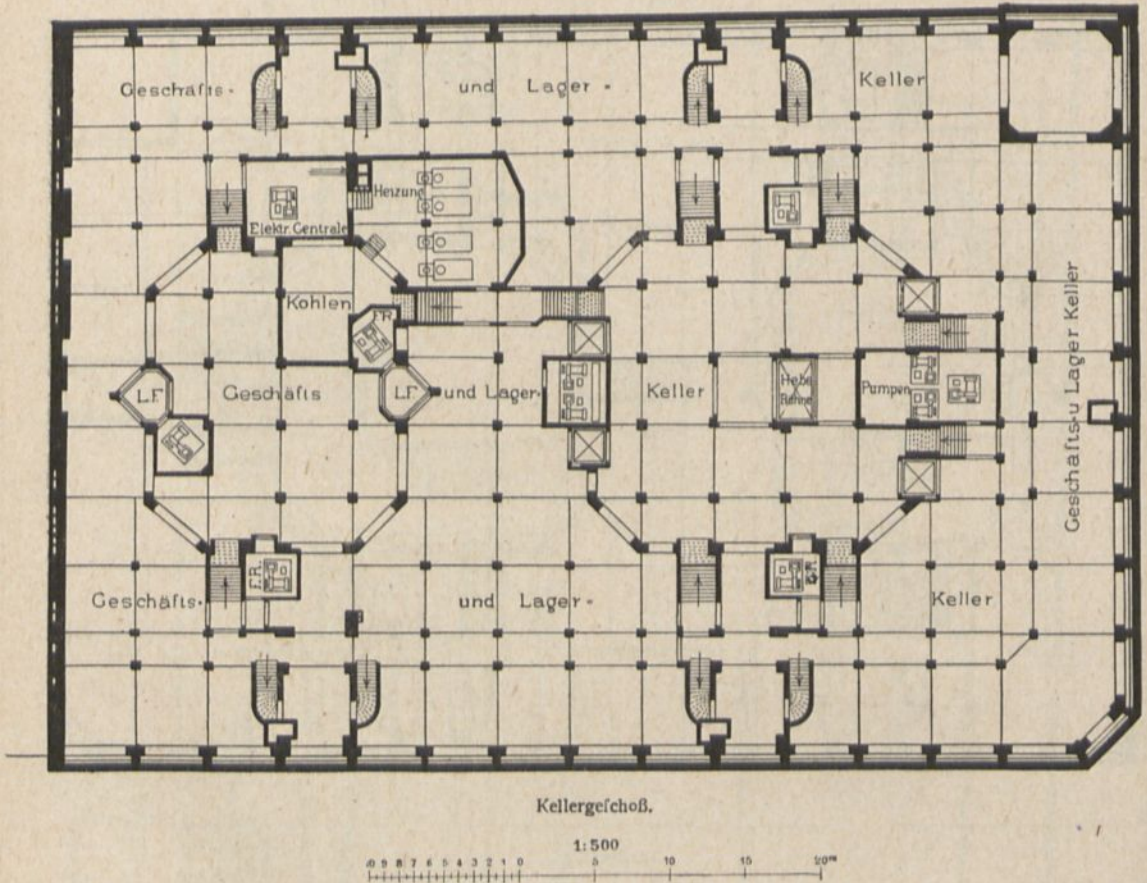 Geschäfts-
und Lager-
Keller
Heizung
Elektr. Centrale
Kohlen
F.R.
L.F.
Geschäfts
L.F.
und Lager-
Keller
Hebe
Bühne
Pumpen
Geschäfts-u Lager Keller
F.R.
F.R.
Geschäfts-
und Lager-
Keller
Kellergeſchoß.
1:500
10 9 8 7 6 5 4 3 2 1 0 5 10 15 20m